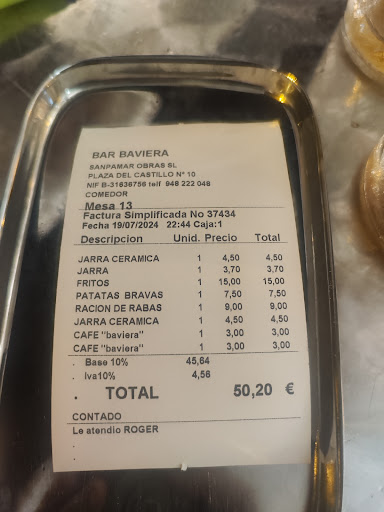 BAR BAVIERA
SANPAMAR OBRAS SL
PLAZA DEL CASTILLO Nº 10
NIF B-31836756 telf 948 222 048
COMEDOR
Mesa 13
Factura Simplificada No 37434
Fecha 19/07/2024 22:44 Caja:1
Descripcion Unid. Precio Total
JARRA CERAMICA 1 4,50 4,50
JARRA 1 3,70 3,70
FRITOS 1 15,00 15,00
PATATAS BRAVAS 1 7,50 7,50
RACION DE RABAS 1 9,00 9,00
JARRA CERAMICA 1 4,50 4,50
CAFE "baviera" 1 3,00 3,00
CAFE "baviera" 1 3,00 3,00
. Base 10% 45,64
. Iva10% 4,56
. TOTAL 50,20 €
CONTADO
Le atendio ROGER